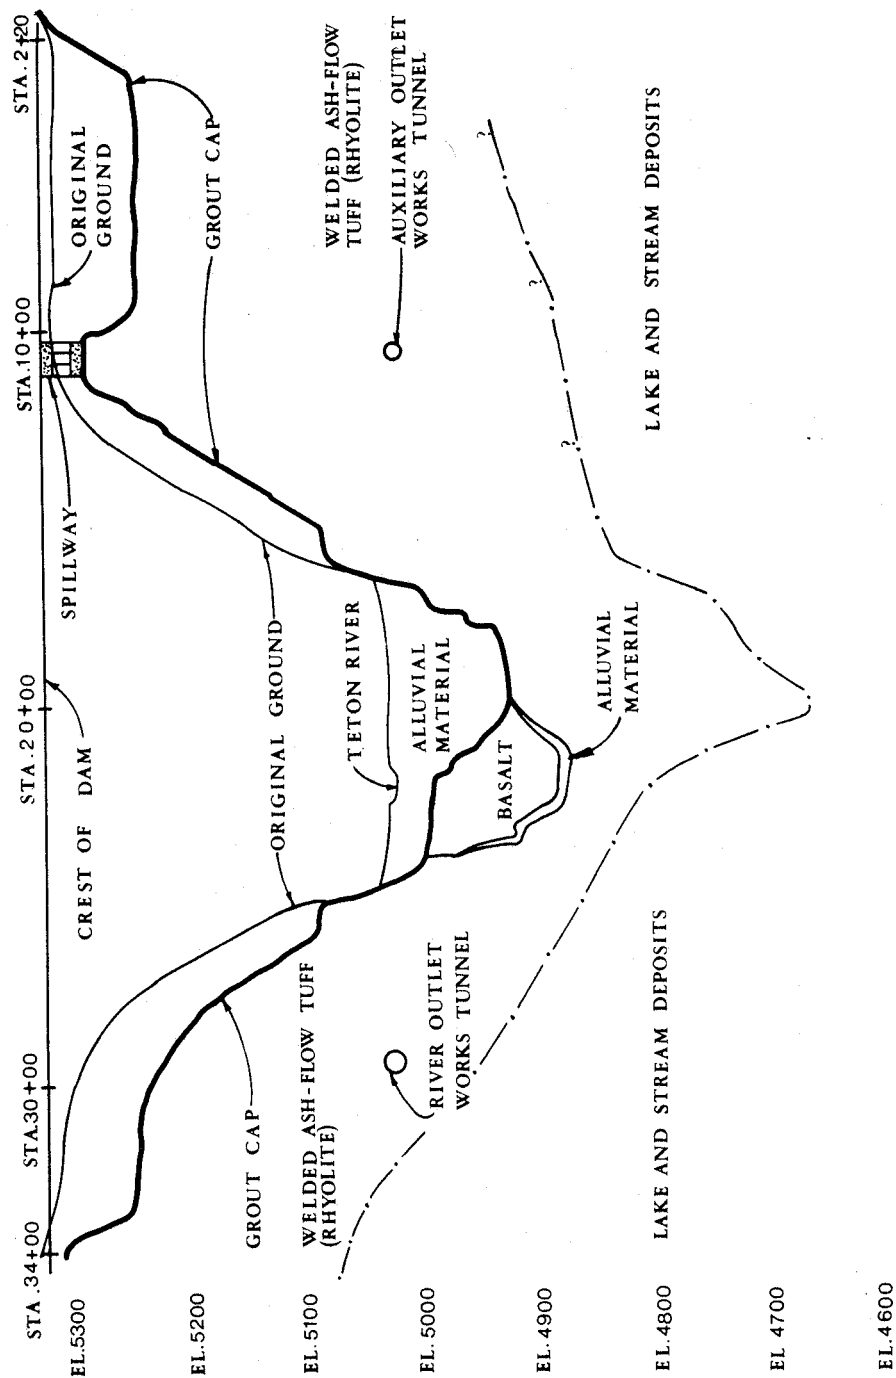 STA. 34+00
STA.30+00
STA. 20+00
STA.10+00
STA. 2+20
CREST OF DAM
SPILLWAY
ORIGINAL
GROUND
GROUT CAP
ORIGINAL GROUND
TETON RIVER
ALLUVIAL
MATERIAL
BASALT
ALLUVIAL
MATERIAL
GROUT CAP
WELDED ASH-FLOW TUFF
(RHYOLITE)
RIVER OUTLET
WORKS TUNNEL
WELDED ASH-FLOW
TUFF (RHYOLITE)
AUXILIARY OUTLET
WORKS TUNNEL
?
?
?
LAKE AND STREAM DEPOSITS
LAKE AND STREAM DEPOSITS
EL.5300
EL.5200
EL.5100
EL.5000
EL.4900
EL.4800
EL.4700
EL.4600